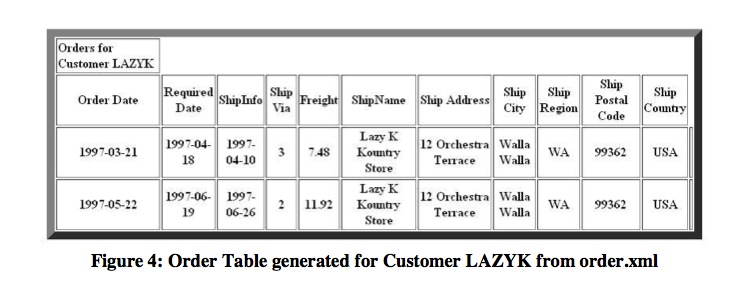 Orders for
Customer LAZYK
Order Date Required Date ShipInfo Ship Via Freight ShipName Ship Address Ship City Ship Region Ship Postal Code Ship Country
1997-03-21 1997-04-18 1997-04-10 3 7.48 Lazy K Kountry Store 12 Orchestra Terrace Walla Walla WA 99362 USA
1997-05-22 1997-06-19 1997-06-26 2 11.92 Lazy K Kountry Store 12 Orchestra Terrace Walla Walla WA 99362 USA
Figure 4: Order Table generated for Customer LAZYK from order.xml